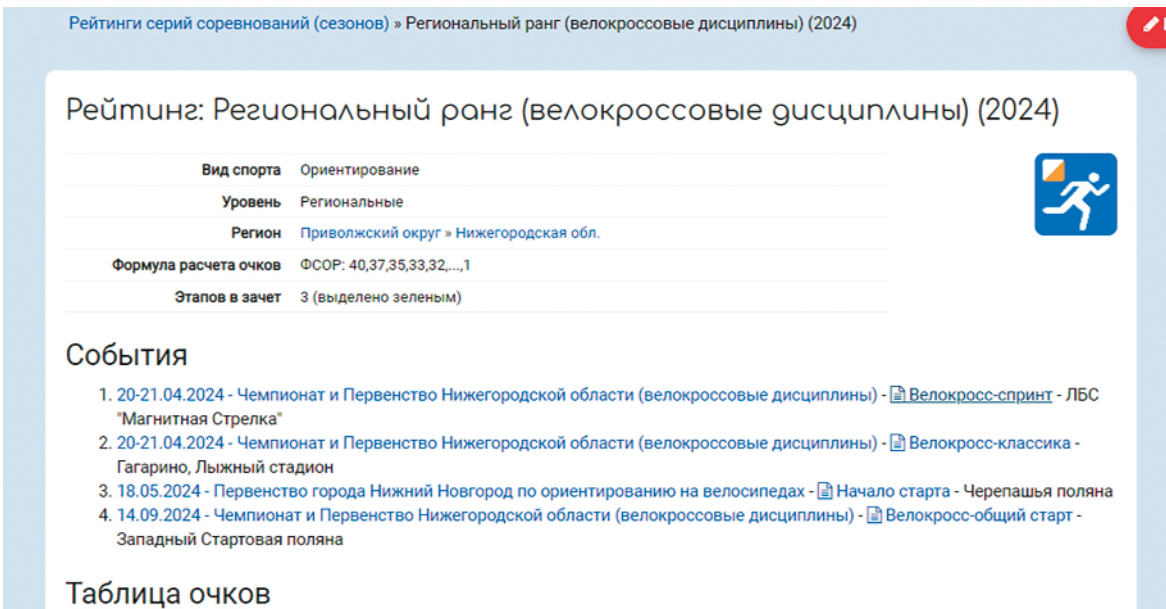 Рейтинги серий соревнований (сезонов) » Региональный ранг (велокроссовые дисциплины) (2024)
Рейтинг: Региональный ранг (велокроссовые дисциплины) (2024)
Вид спорта Ориентирование
Уровень Региональные
Регион Приволжский округ » Нижегородская обл.
Формула расчета очков ФСОР: 40,37,35,33,32,...,1
Этапов в зачет 3 (выделено зеленым)
События
1. 20-21.04.2024 - Чемпионат и Первенство Нижегородской области (велокроссовые дисциплины) - Велокросс-спринт - ЛБС
"Магнитная Стрелка"
2. 20-21.04.2024 - Чемпионат и Первенство Нижегородской области (велокроссовые дисциплины) - Велокросс-классика -
Гагарино, Лыжный стадион
3. 18.05.2024 - Первенство города Нижний Новгород по ориентированию на велосипедах - Начало старта - Черепашья поляна
4. 14.09.2024 - Чемпионат и Первенство Нижегородской области (велокроссовые дисциплины) - Велокросс-общий старт -
Западный Стартовая поляна
Таблица очков